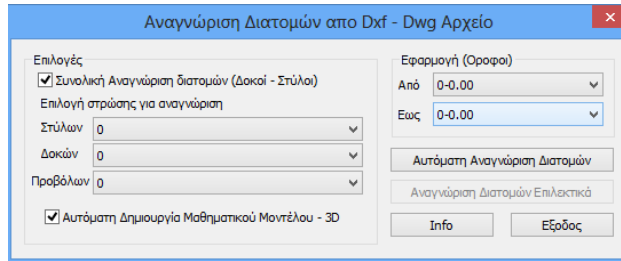 Αναγνώριση Διατομών απο Dxf - Dwg Αρχείο
Επιλογές
Συνολική Αναγνώριση διατομών (Δοκοί - Στύλοι)
Επιλογή στρώσης για αναγνώριση
Στύλων 0
Δοκών 0
Προβόλων 0
Αυτόματη Δημιουργία Μαθηματικού Μοντέλου - 3D
Εφαρμογή (Οροφοι)
Από 0-0.00
Εως 0-0.00
Αυτόματη Αναγνώριση Διατομών
Αναγνώριση Διατομών Επιλεκτικά
Info Εξοδος